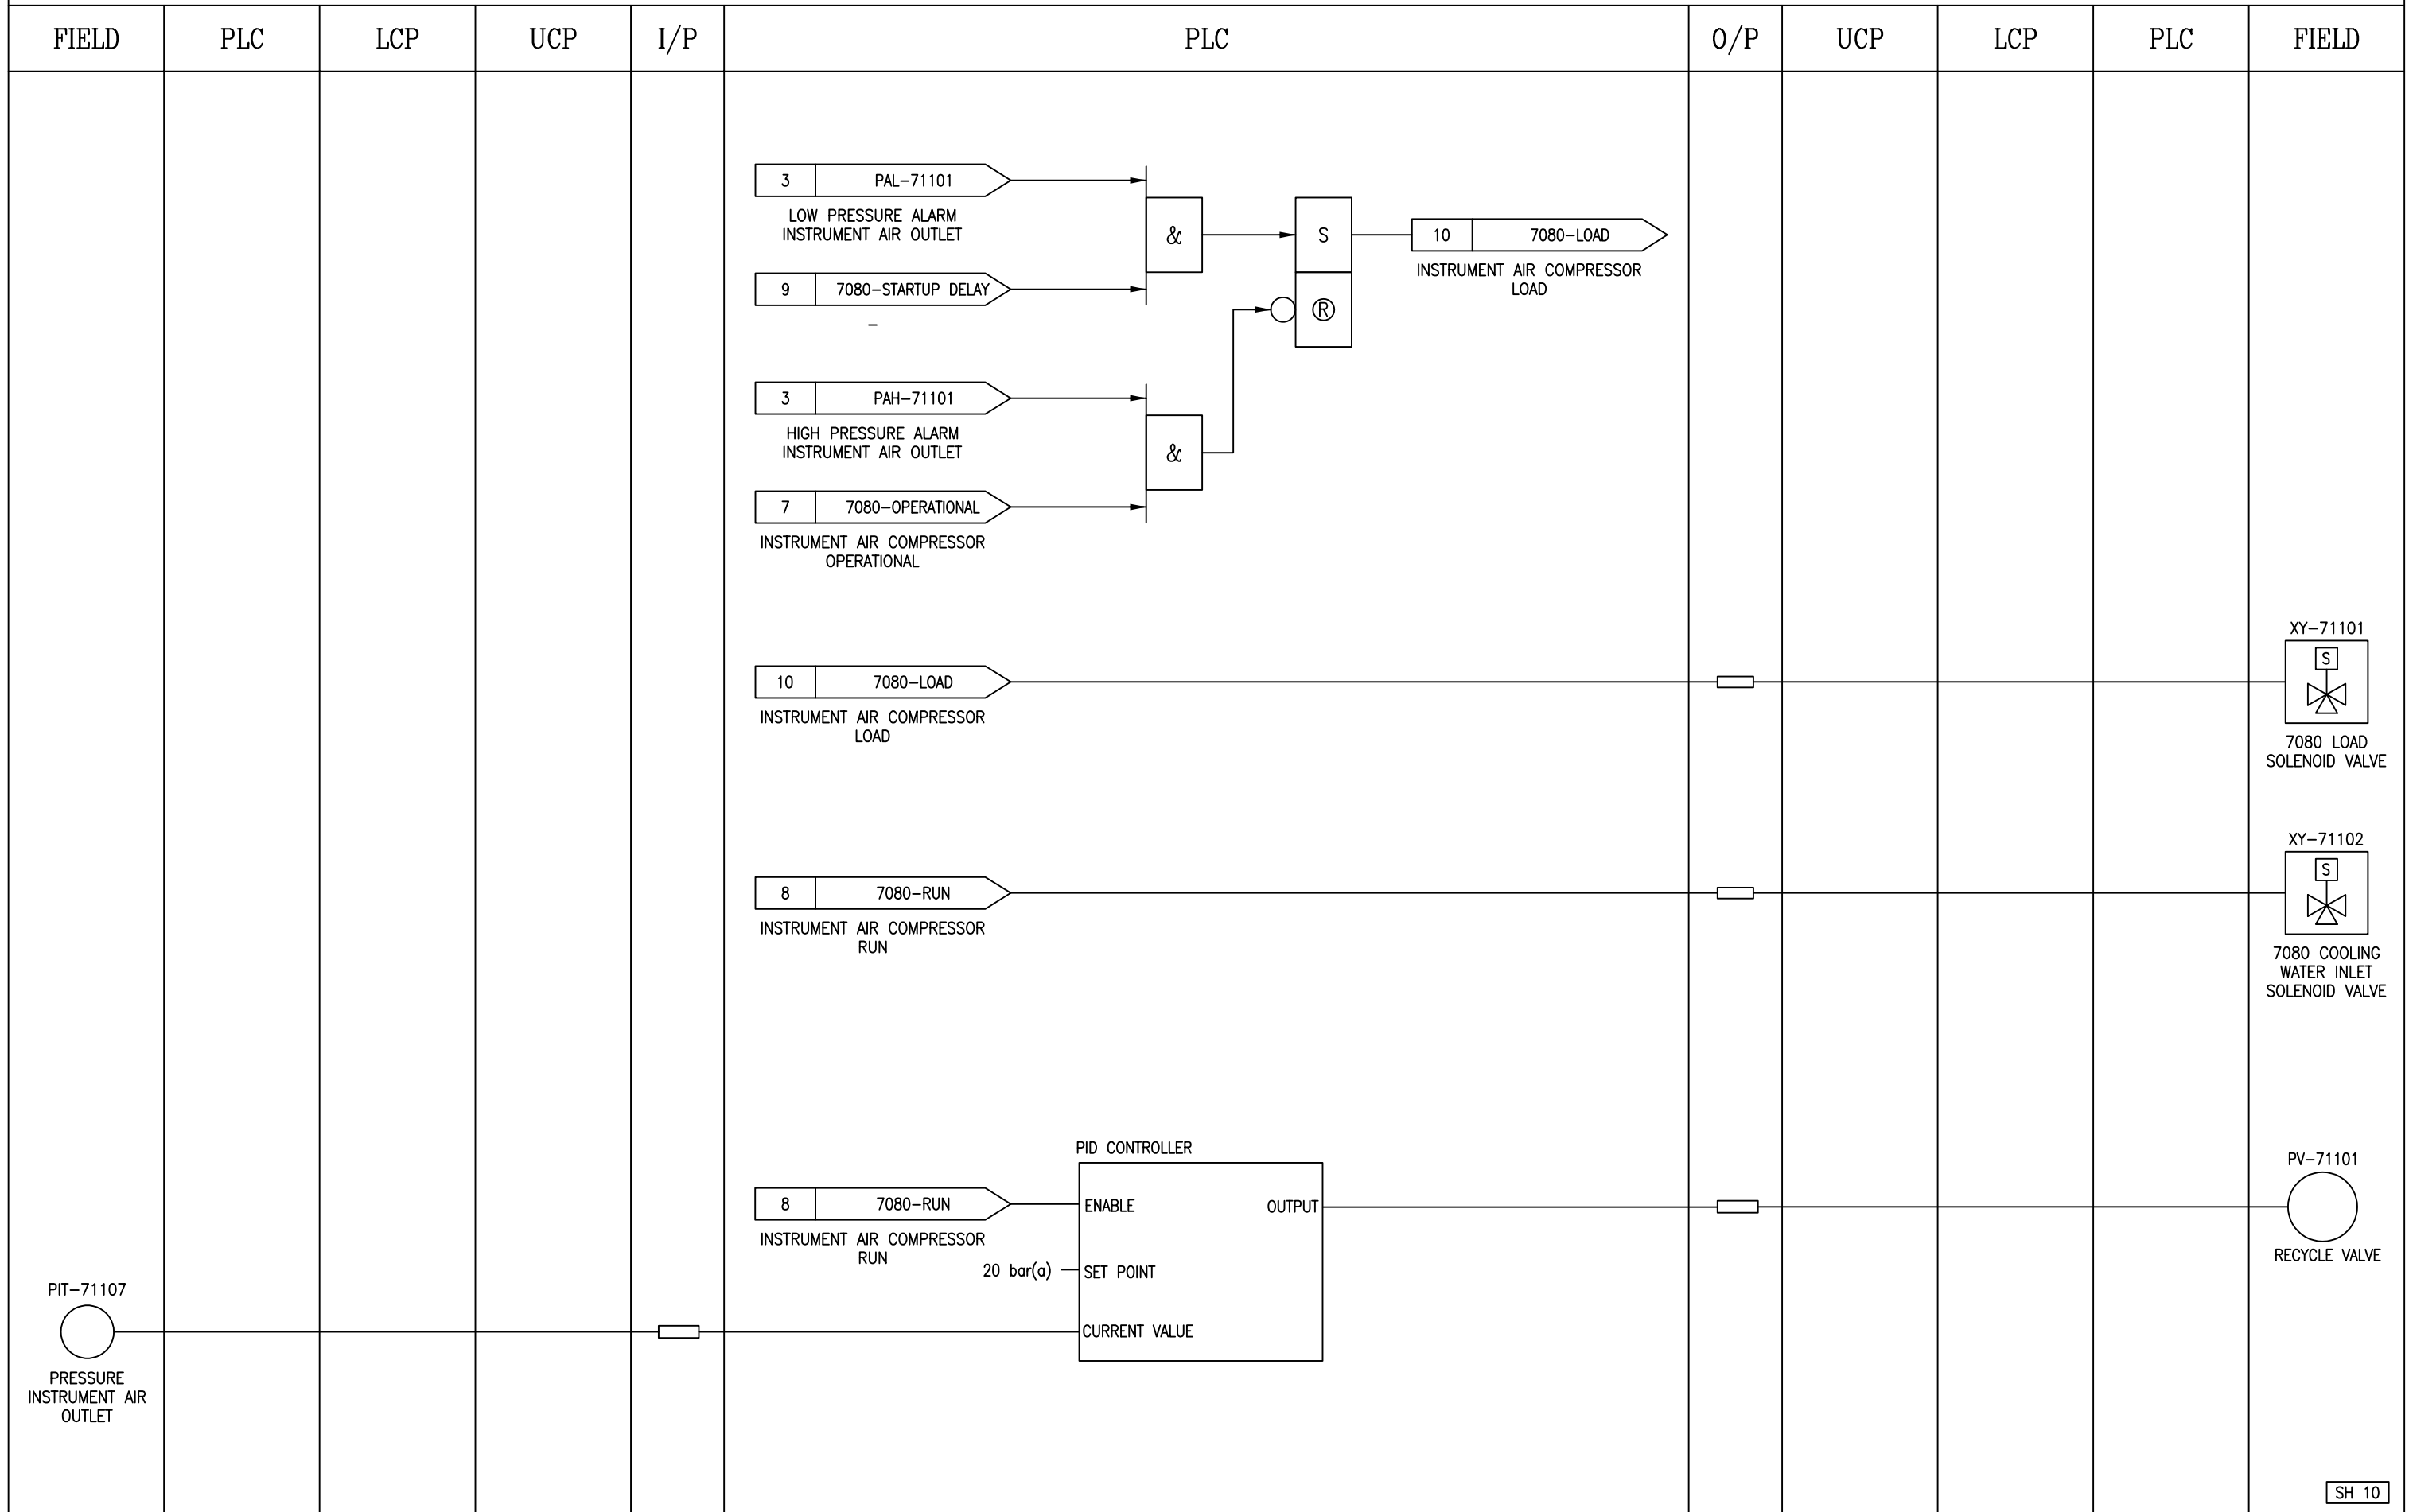 FIELD PLC LCP UCP I/P PLC O/P UCP LCP PLC FIELD
3 PAL-71101
LOW PRESSURE ALARM
INSTRUMENT AIR OUTLET
9 7080-STARTUP DELAY
-
&
S
Ⓡ
10 7080-LOAD
INSTRUMENT AIR COMPRESSOR
LOAD
3 PAH-71101
HIGH PRESSURE ALARM
INSTRUMENT AIR OUTLET
7 7080-OPERATIONAL
INSTRUMENT AIR COMPRESSOR
OPERATIONAL
&
10 7080-LOAD
INSTRUMENT AIR COMPRESSOR
LOAD
XY-71101
S
7080 LOAD
SOLENOID VALVE
8 7080-RUN
INSTRUMENT AIR COMPRESSOR
RUN
XY-71102
S
7080 COOLING
WATER INLET
SOLENOID VALVE
PID CONTROLLER
8 7080-RUN
INSTRUMENT AIR COMPRESSOR
RUN
ENABLE
OUTPUT
20 bar(a)
SET POINT
CURRENT VALUE
PV-71101
RECYCLE VALVE
PIT-71107
PRESSURE
INSTRUMENT AIR
OUTLET
SH 10